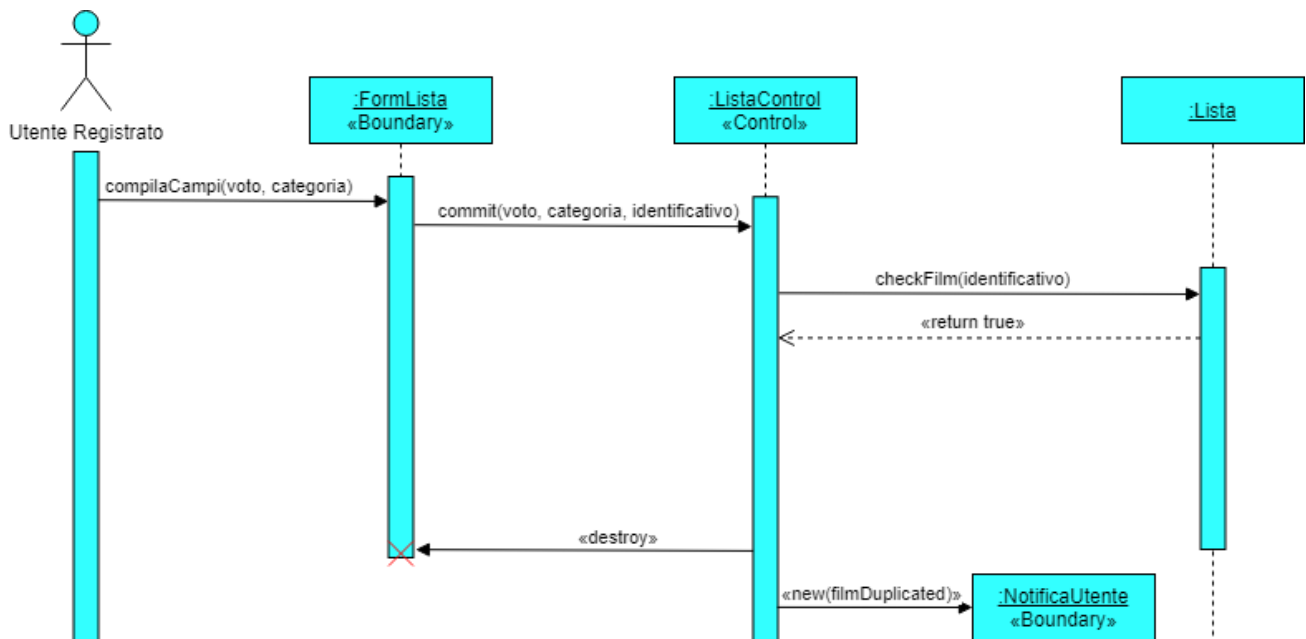 :FormLista
«Boundary»
:ListaControl
«Control»
:Lista
Utente Registrato
compilaCampi(voto, categoria)
commit(voto, categoria, identificativo)
checkFilm(identificativo)
«return true»
«destroy»
«new(filmDuplicated)»
:NotificaUtente
«Boundary»